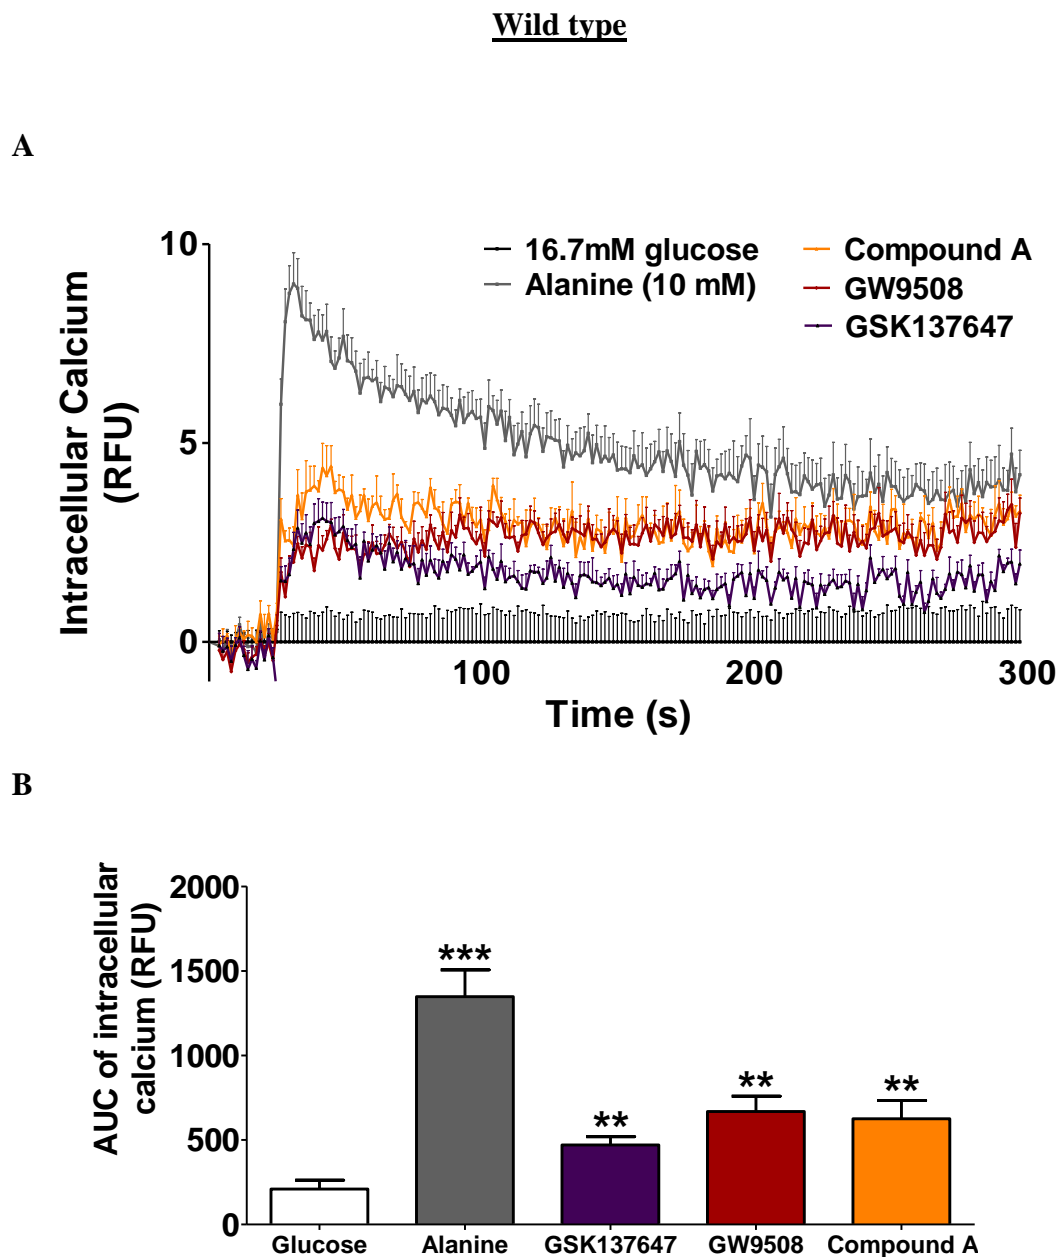 Wild type
A
16.7mM glucose
Alanine (10 mM)
Compound A
GW9508
GSK137647
Intracellular Calcium
(RFU)
10
5
0
100 200 300
Time (s)
B
AUC of intracellular
calcium (RFU)
2000
1500
1000
500
0
***
**
**
**
Glucose Alanine GSK137647 GW9508 Compound A